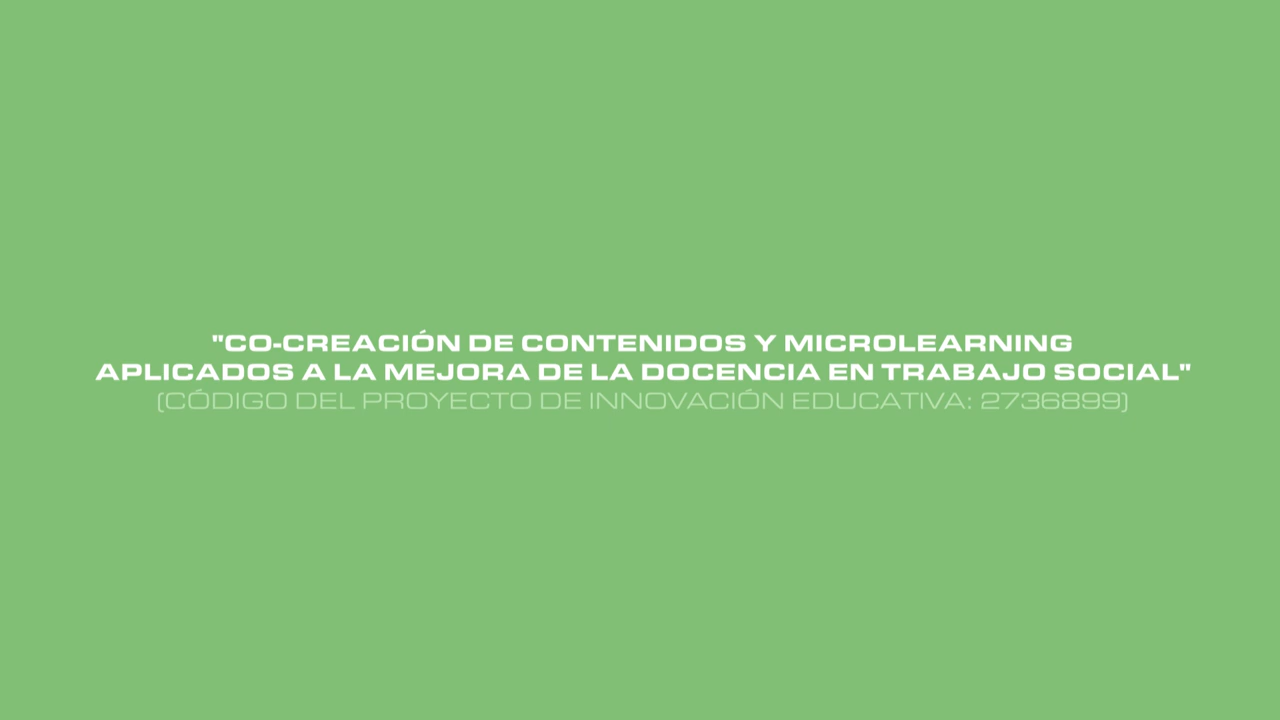 "CO-CREACIÓN DE CONTENIDOS Y MICROLEARNING
APLICADOS A LA MEJORA DE LA DOCENCIA EN TRABAJO SOCIAL"
(CÓDIGO DEL PROYECTO DE INNOVACIÓN EDUCATIVA: 2736899)